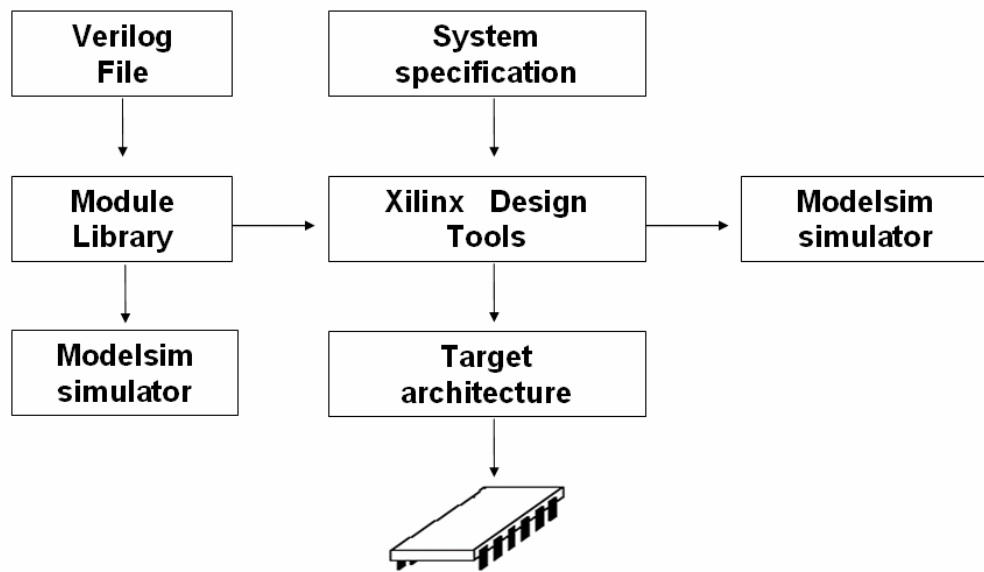 Verilog
File
System
specification
Module
Library
Xilinx Design
Tools
Modelsim
simulator
Modelsim
simulator
Target
architecture